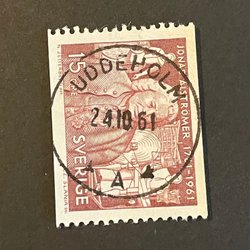 UDDEHOLM
24.10.61
A
15
SVERIGE
JONAS ALSTRÖMER 1761-1961